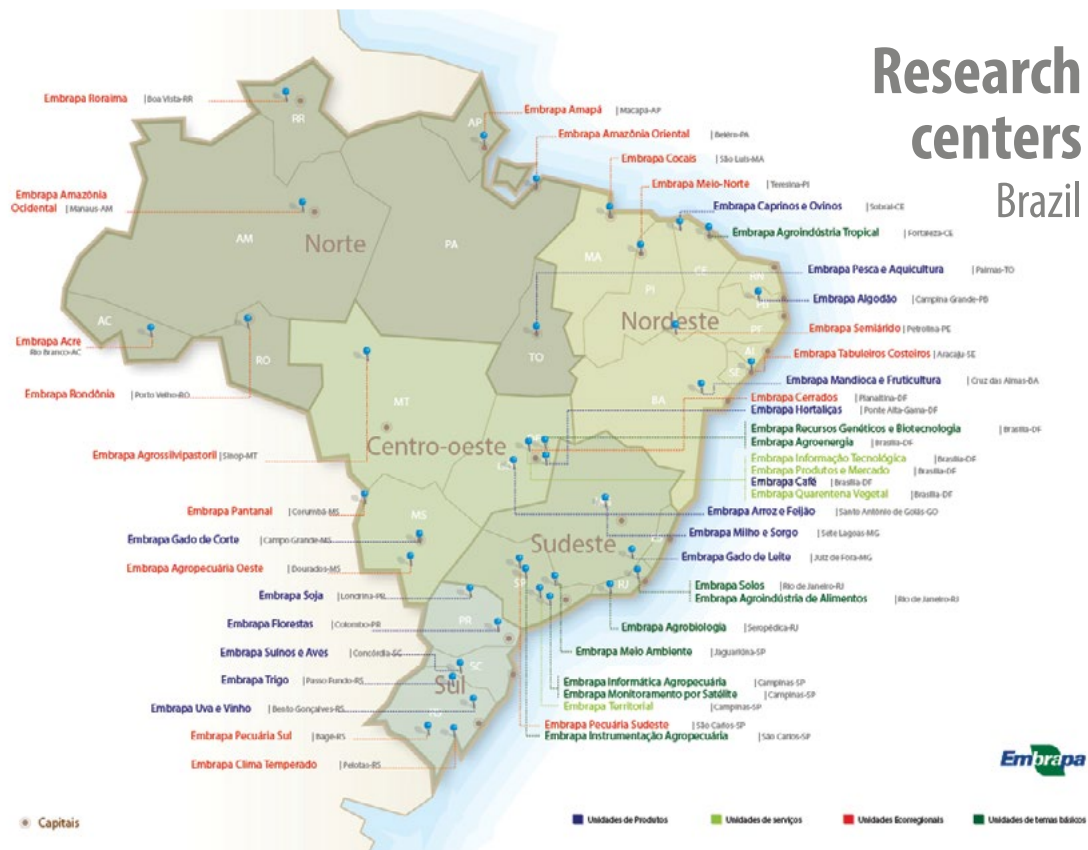 Research
centers
Brazil
Embrapa Roraima | Boa Vista-RR
Embrapa Amapá | Macapá-AP
Embrapa Amazônia Oriental | Belém-PA
Embrapa Cocais | São Luís-MA
Embrapa Meio-Norte | Teresina-PI
Embrapa Amazônia
Ocidental | Manaus-AM
Embrapa Caprinos e Ovinos | Sobral-CE
Embrapa Agroindústria Tropical | Fortaleza-CE
Embrapa Pesca e Aquicultura | Palmas-TO
Embrapa Algodão | Campina Grande-PB
Embrapa Semiárido | Petrolina-PE
Embrapa Acre
Rio Branco-AC
Embrapa Tabuleiros Costeiros | Aracaju-SE
Embrapa Mandioca e Fruticultura | Cruz das Almas-BA
Embrapa Rondônia | Porto Velho-RO
Embrapa Cerrados | Planaltina-DF
Embrapa Hortaliças | Ponte Alta-Gama-DF
Embrapa Recursos Genéticos e Biotecnologia | Brasília-DF
Embrapa Agroenergia | Brasília-DF
Embrapa Agrossilvipastoril | Sinop-MT
Embrapa Informação Tecnológica | Brasília-DF
Embrapa Produtos e Mercado | Brasília-DF
Embrapa Café | Brasília-DF
Embrapa Quarentena Vegetal | Brasília-DF
Embrapa Pantanal | Corumbá-MS
Embrapa Arroz e Feijão | Santo Antônio de Goiás-GO
Embrapa Gado de Corte | Campo Grande-MS
Embrapa Milho e Sorgo | Sete Lagoas-MG
Embrapa Gado de Leite | Juiz de Fora-MG
Embrapa Agropecuária Oeste | Dourados-MS
Embrapa Solos | Rio de Janeiro-RJ
Embrapa Agroindústria de Alimentos | Rio de Janeiro-RJ
Embrapa Soja | Londrina-PR
Embrapa Florestas | Colombo-PR
Embrapa Agrobiologia | Seropédica-RJ
Embrapa Suínos e Aves | Concórdia-SC
Embrapa Meio Ambiente | Jaguariúna-SP
Embrapa Trigo | Passo Fundo-RS
Embrapa Informática Agropecuária | Campinas-SP
Embrapa Monitoramento por Satélite | Campinas-SP
Embrapa Territorial | Campinas-SP
Embrapa Uva e Vinho | Bento Gonçalves-RS
Embrapa Pecuária Sudeste | São Carlos-SP
Embrapa Instrumentação Agropecuária | São Carlos-SP
Embrapa Pecuária Sul | Bagé-RS
Embrapa Clima Temperado | Pelotas-RS
RR
AP
AM
Norte
PA
MA
CE
RN
PI
Nordeste
AC
RO
TO
SE
BA
MT
Centro-oeste
MS
Sudeste
SP
RJ
PR
SC
Sul
RS
Embrapa
Capitais
Unidades de Produtos
Unidades de serviços
Unidades Ecorregionais
Unidades de temas básicos